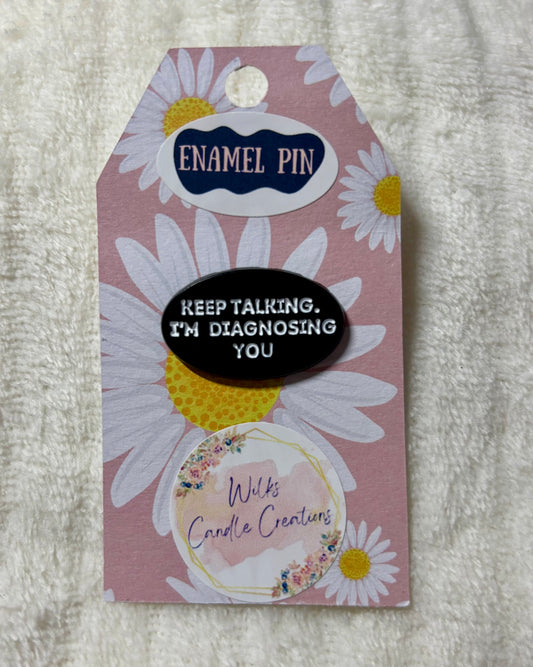 ENAMEL PIN
KEEP TALKING.
I'M DIAGNOSING
YOU
Wilks
Candle Creations